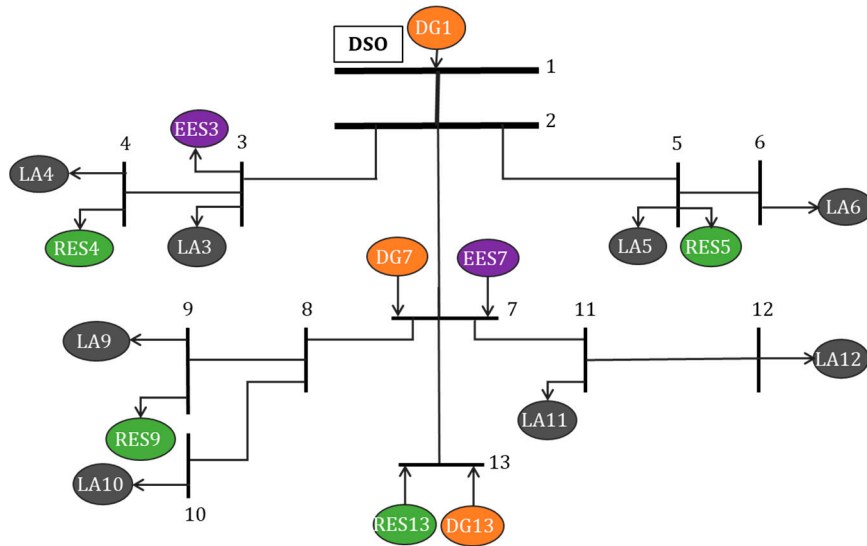 DG1
DSO
1
2
EES3
4
3
5
6
LA4
LA6
RES4
LA3
LA5
RES5
DG7
EES7
9
8
7
11
12
LA9
LA12
LA11
RES9
13
LA10
10
RES13
DG13